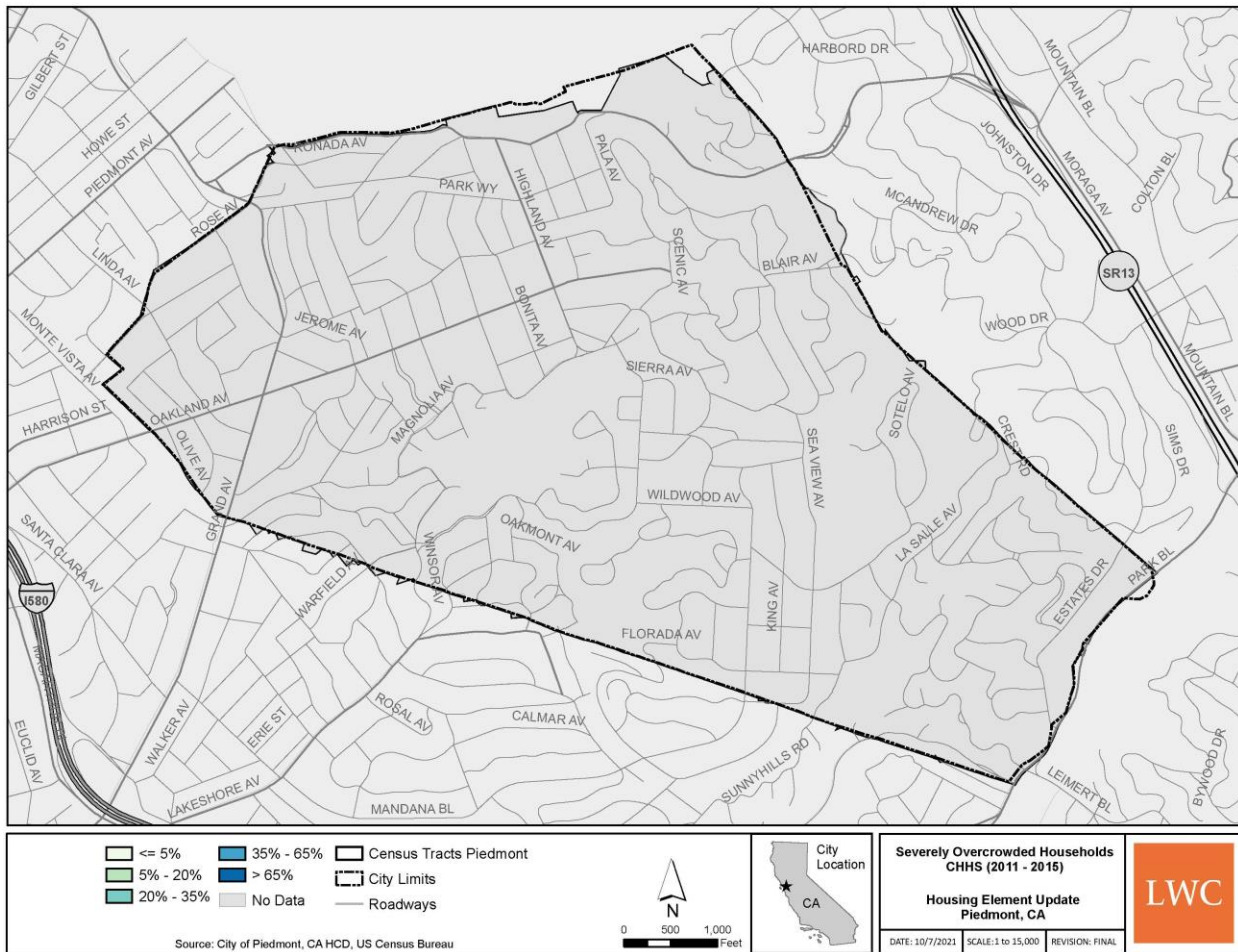 HARBORD DR
GILBERT ST
MOUNTAIN BL
HOWE ST
PIEDMONT AV
RONADA AV
PALA AV
JOHNSTON DR
MORAGA AV
COLTON BL
PARK WY
HIGHLAND AV
MCANDREW DR
ROSE AV
LINDA AV
SCENIC AV
BLAIR AV
SR13
MONTE VISTA AV
JEROME AV
BONITA AV
WOOD DR
MOUNTAIN BL
SIERRA AV
HARRISON ST
OAKLAND AV
MAGNOLIA AV
SOTELO AV
OLIVE AV
CREST RD
SIMS DR
SEA VIEW AV
GRAND AV
WILDWOOD AV
SANTA CLARA AV
OAKMONT AV
LA SALLE AV
WINSOR AV
I580
WARFIELD
PARK BL
ESTATES DR
KING AV
FLORADA AV
EUCLID AV
WALKER AV
ERIE ST
ROSAL AV
CALMAR AV
SUNNYHILLS RD
BYWOOD DR
LAKESHORE AV
MANDANA BL
LEIMERT BL
<= 5%
5% - 20%
20% - 35%
35% - 65%
> 65%
No Data
Census Tracts Piedmont
City Limits
Roadways
Source: City of Piedmont, CA HCD, US Census Bureau
N
0 500 1,000
Feet
City
Location
CA
Severely Overcrowded Households
CHHS (2011 - 2015)
Housing Element Update
Piedmont, CA
DATE: 10/7/2021 SCALE:1 to 15,000 REVISION: FINAL
LWC